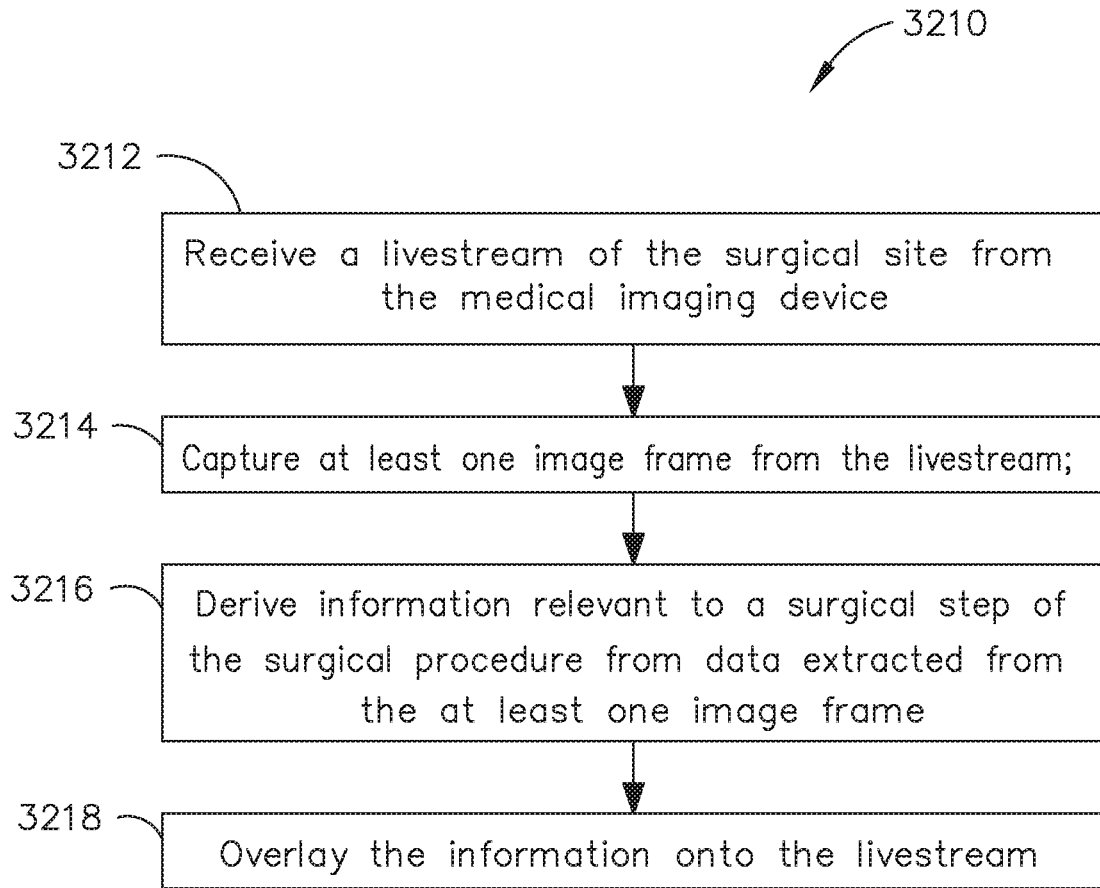 3210
3212
Receive a livestream of the surgical site from
the medical imaging device
3214
Capture at least one image frame from the livestream;
3216
Derive information relevant to a surgical step of
the surgical procedure from data extracted from
the at least one image frame
3218
Overlay the information onto the livestream